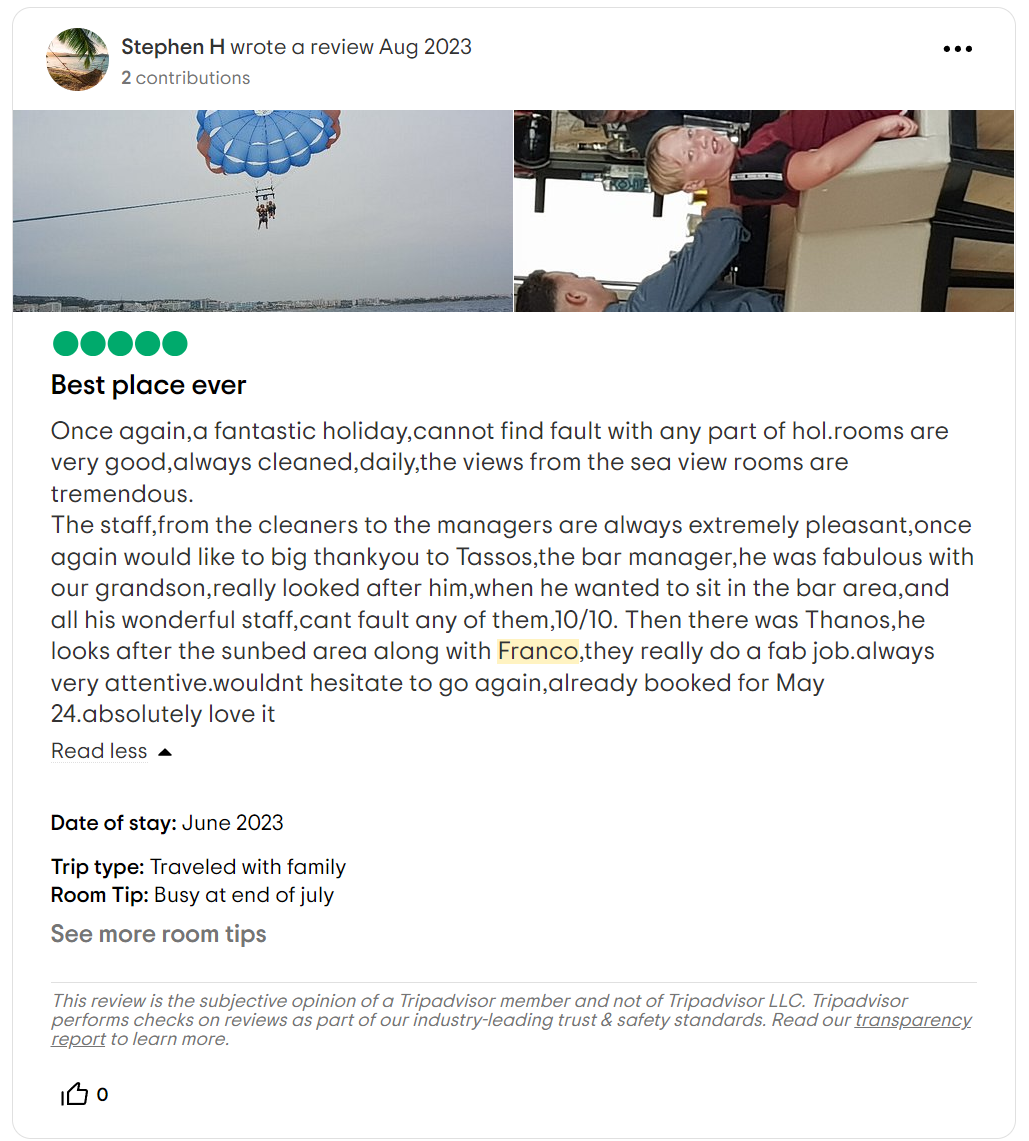 Stephen H wrote a review Aug 2023
2 contributions
Best place ever
Once again,a fantastic holiday,cannot find fault with any part of hol.rooms are
very good,always cleaned,daily,the views from the sea view rooms are
tremendous.
The staff,from the cleaners to the managers are always extremely pleasant,once
again would like to big thankyou to Tassos,the bar manager,he was fabulous with
our grandson,really looked after him,when he wanted to sit in the bar area,and
all his wonderful staff,cant fault any of them,10/10. Then there was Thanos,he
looks after the sunbed area along with Franco,they really do a fab job.always
very attentive.wouldnt hesitate to go again,already booked for May
24.absolutely love it
Read less
Date of stay: June 2023
Trip type: Traveled with family
Room Tip: Busy at end of july
See more room tips
This review is the subjective opinion of a Tripadvisor member and not of Tripadvisor LLC. Tripadvisor
performs checks on reviews as part of our industry-leading trust & safety standards. Read our transparency
report to learn more.
0